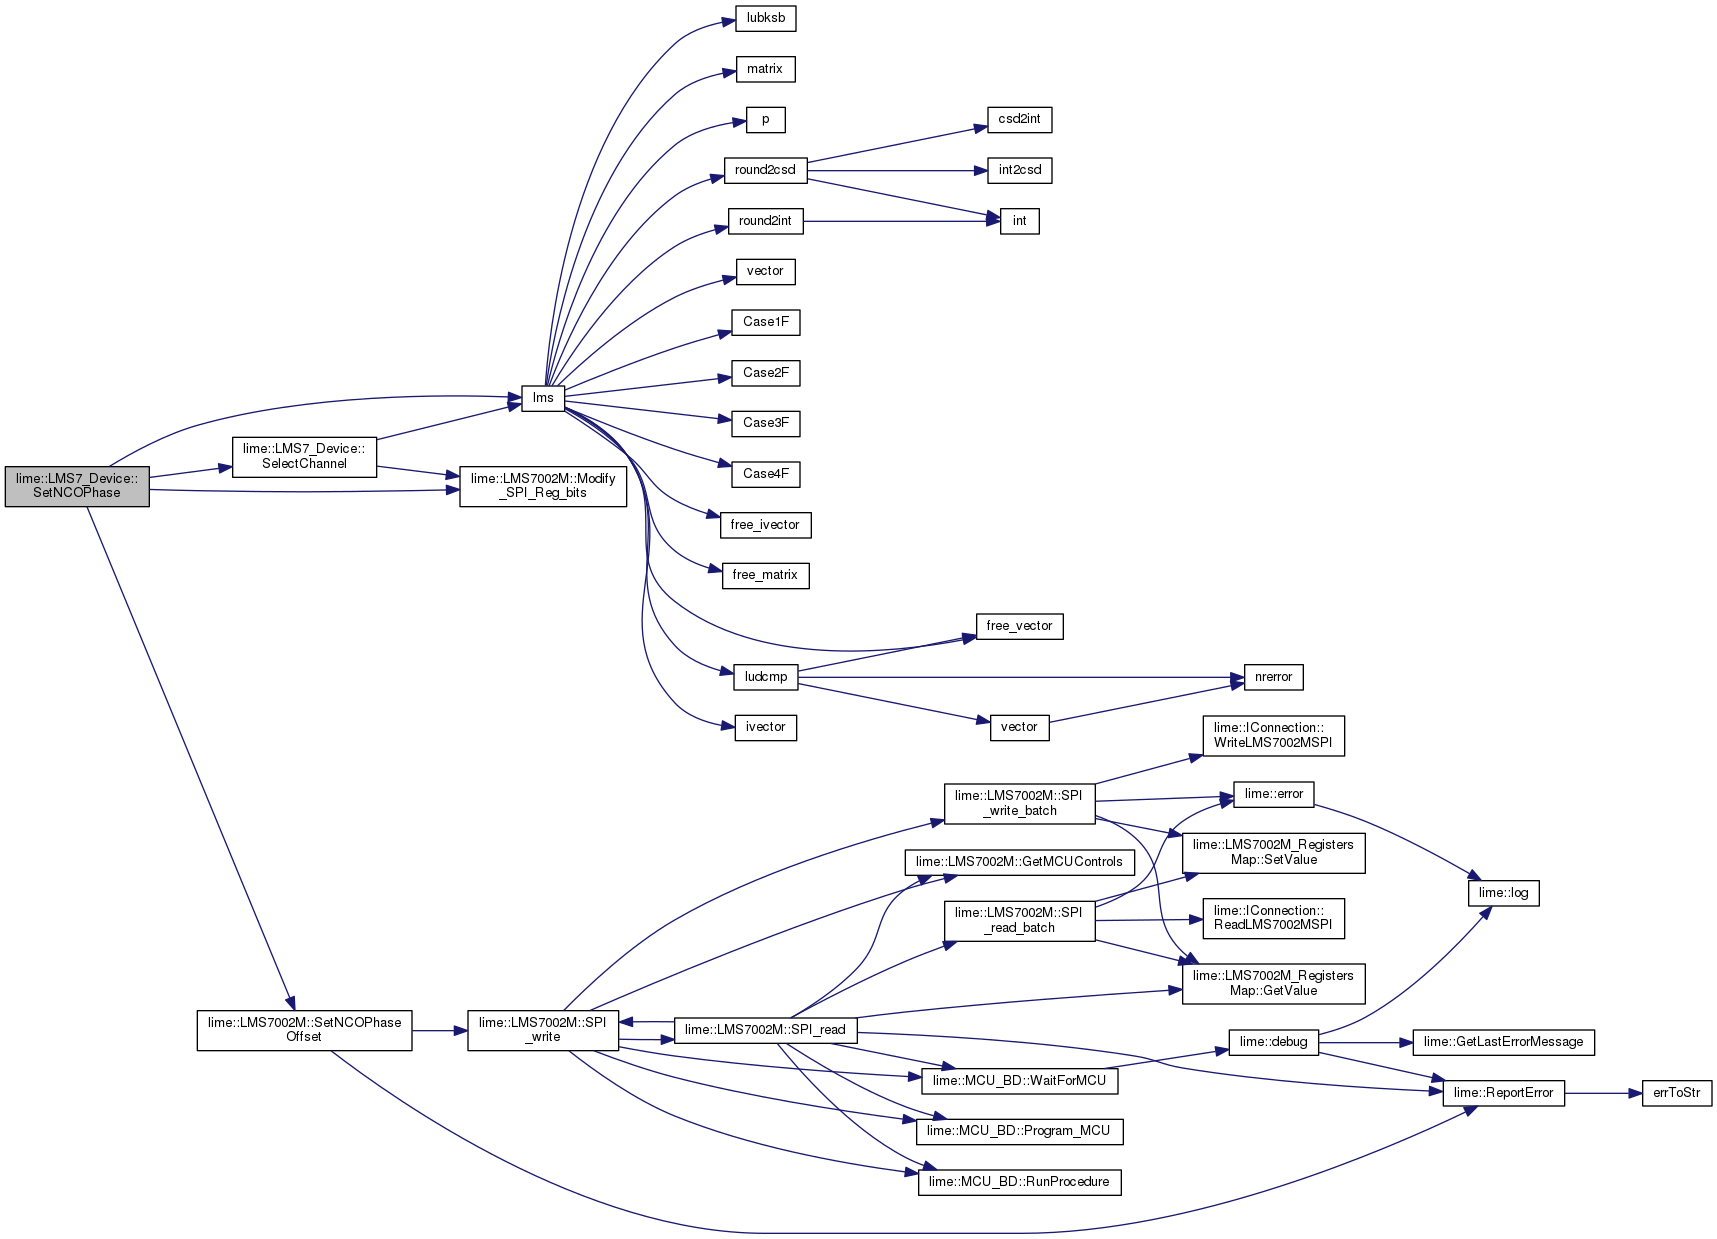 lubksb
matrix
p
round2csd
csd2int
int2csd
round2int
int
vector
Case1F
Case2F
lms
Case3F
lime::LMS7_Device::
SelectChannel
Case4F
lime::LMS7_Device::
SetNCOPhase
lime::LMS7002M::Modify
_SPI_Reg_bits
free_ivector
free_matrix
free_vector
ludcmp
nrerror
ivector
vector
lime::IConnection::
WriteLMS7002MSPI
lime::LMS7002M::SPI
_write_batch
lime::error
lime::LMS7002M_Registers
Map::SetValue
lime::LMS7002M::GetMCUControls
lime::log
lime::LMS7002M::SPI
_read_batch
lime::IConnection::
ReadLMS7002MSPI
lime::LMS7002M_Registers
Map::GetValue
lime::LMS7002M::SetNCOPhase
Offset
lime::LMS7002M::SPI
_write
lime::LMS7002M::SPI_read
lime::debug
lime::GetLastErrorMessage
lime::MCU_BD::WaitForMCU
lime::ReportError
errToStr
lime::MCU_BD::Program_MCU
lime::MCU_BD::RunProcedure